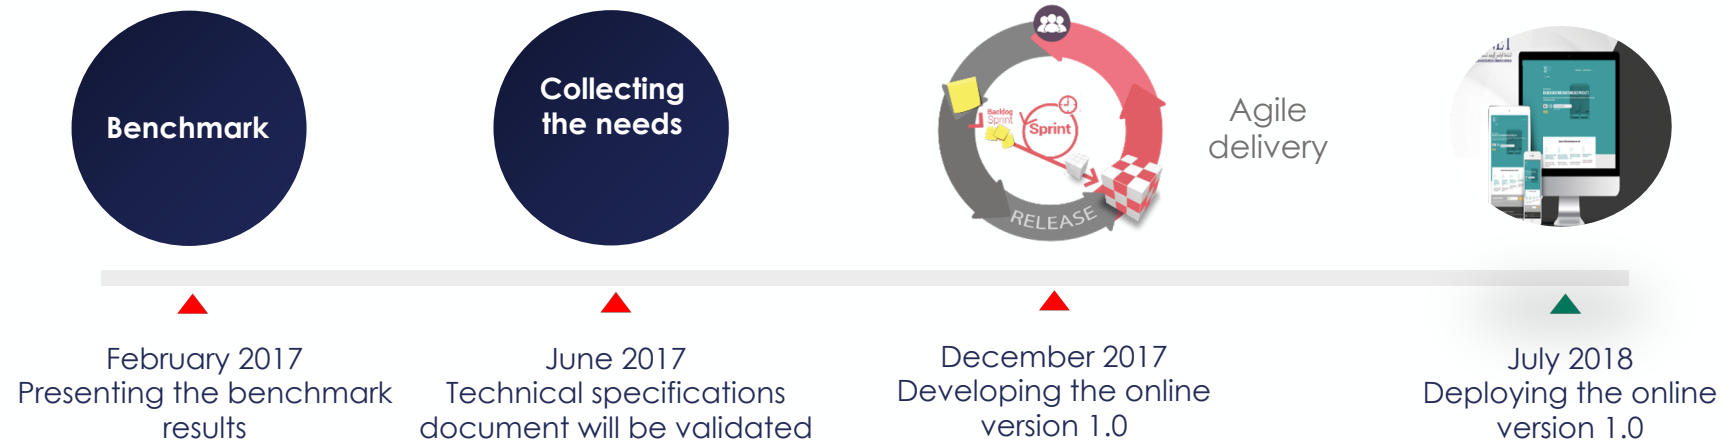 Benchmark
Collecting
the needs
Backlog
Sprint
Sprint
RELEASE
Agile
delivery
February 2017
Presenting the benchmark
results
June 2017
Technical specifications
document will be validated
December 2017
Developing the online
version 1.0
July 2018
Deploying the online
version 1.0